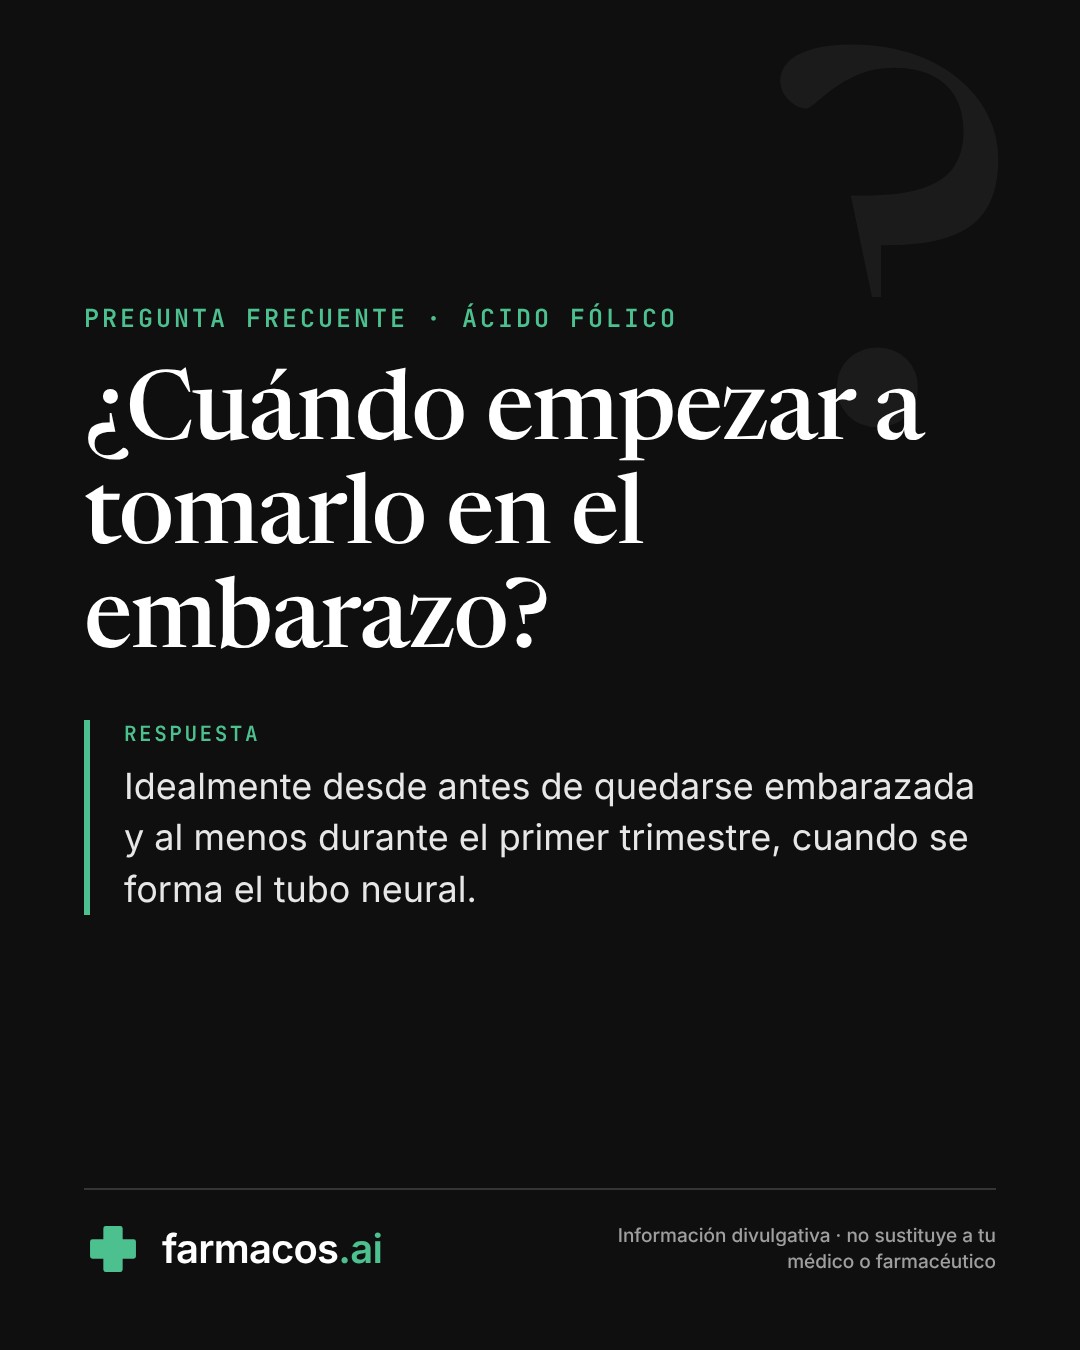 PREGUNTA FRECUENTE · ÁCIDO FÓLICO
¿Cuándo empezar a
tomarlo en el
embarazo?
RESPUESTA
Idealmente desde antes de quedarse embarazada
y al menos durante el primer trimestre, cuando se
forma el tubo neural.
farmacos.ai
Información divulgativa · no sustituye a tu
médico o farmacéutico